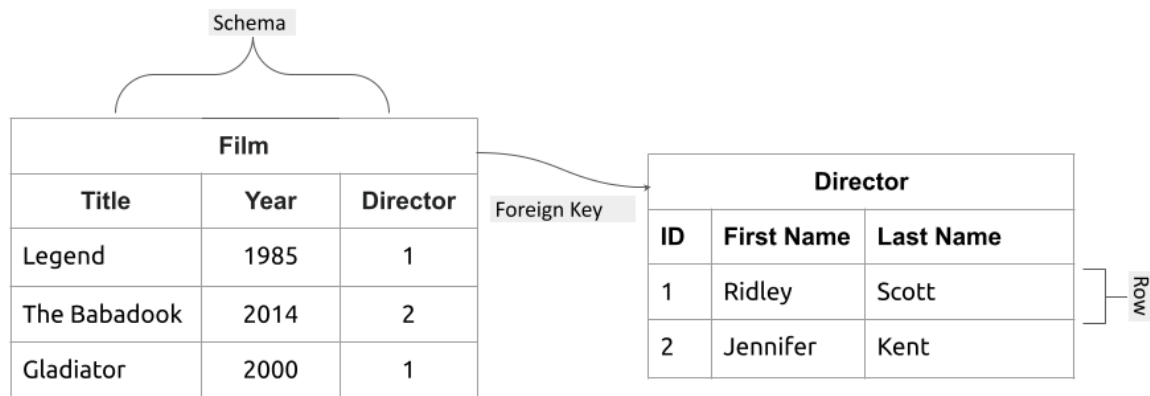 Schema
Film
Title Year Director
Legend 1985 1
The Babadook 2014 2
Gladiator 2000 1
Foreign Key
Director
ID First Name Last Name
1 Ridley Scott
2 Jennifer Kent
Row